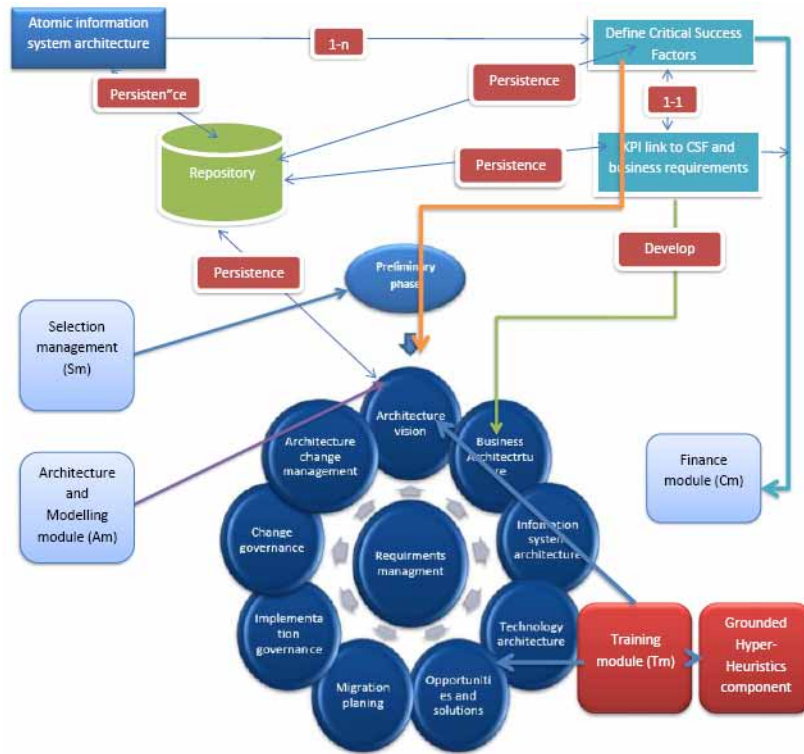 Atomic information
system architecture
1-n
Define Critical Success
Factors
Persisten"ce
Persistence
1-1
Repository
Persistence
KPI link to CSF and
business requirements
Persistence
Develop
Preliminary
phase
Selection
management
(Sm)
Architecture
vision
Architecture
change
management
Business
Architectrtu
re
Architecture
and
Modelling
module (Am)
Finance
module (Cm)
Change
governance
Infomation
system
architecture
Requirments
managment
Implementa
tion
governance
Technology
architecture
Training
module (Tm)
Grounded
Hyper-
Heuristics
component
Migration
planing
Opportuniti
es and
solutions